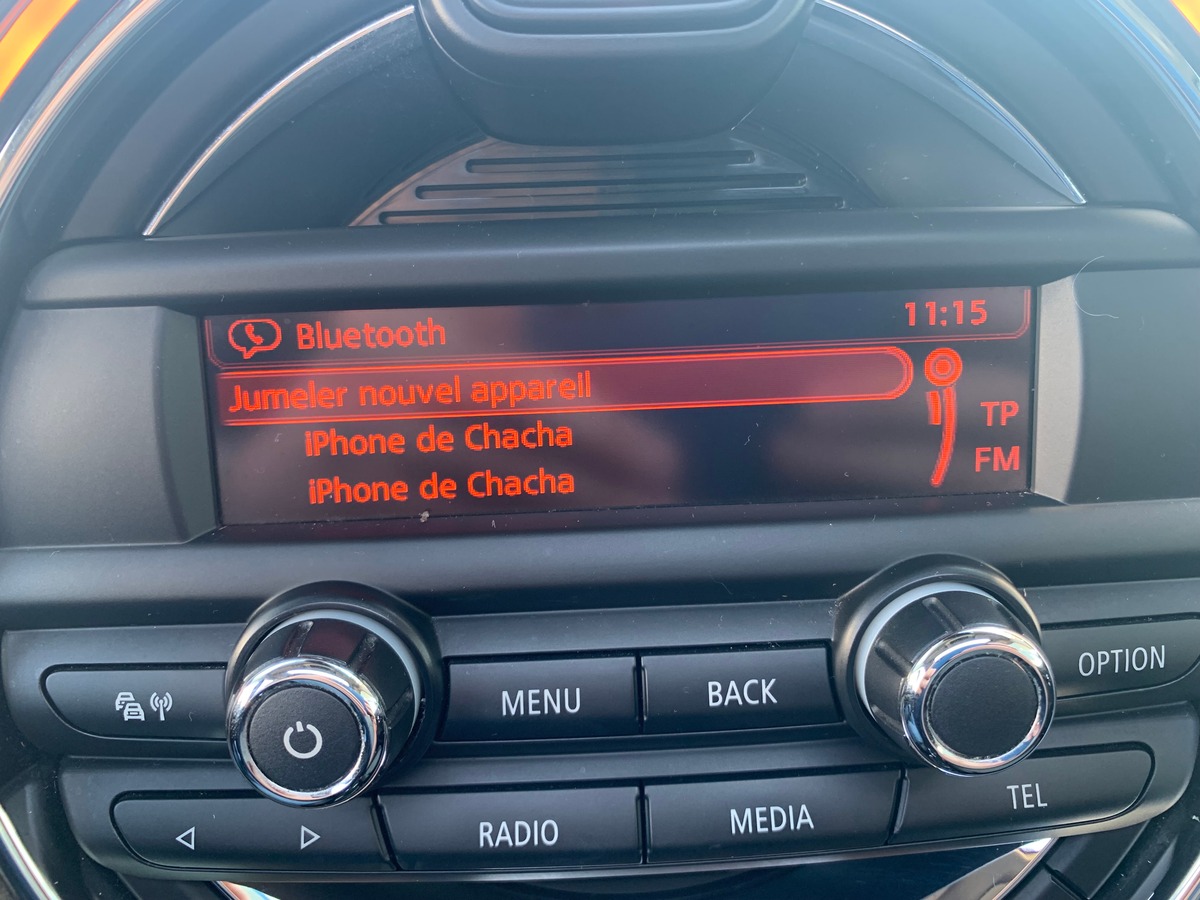 Bluetooth 11:15
Jumeler nouvel appareil
iPhone de Chacha
TP
iPhone de Chacha
FM
MENU
BACK
OPTION
RADIO
MEDIA
TEL